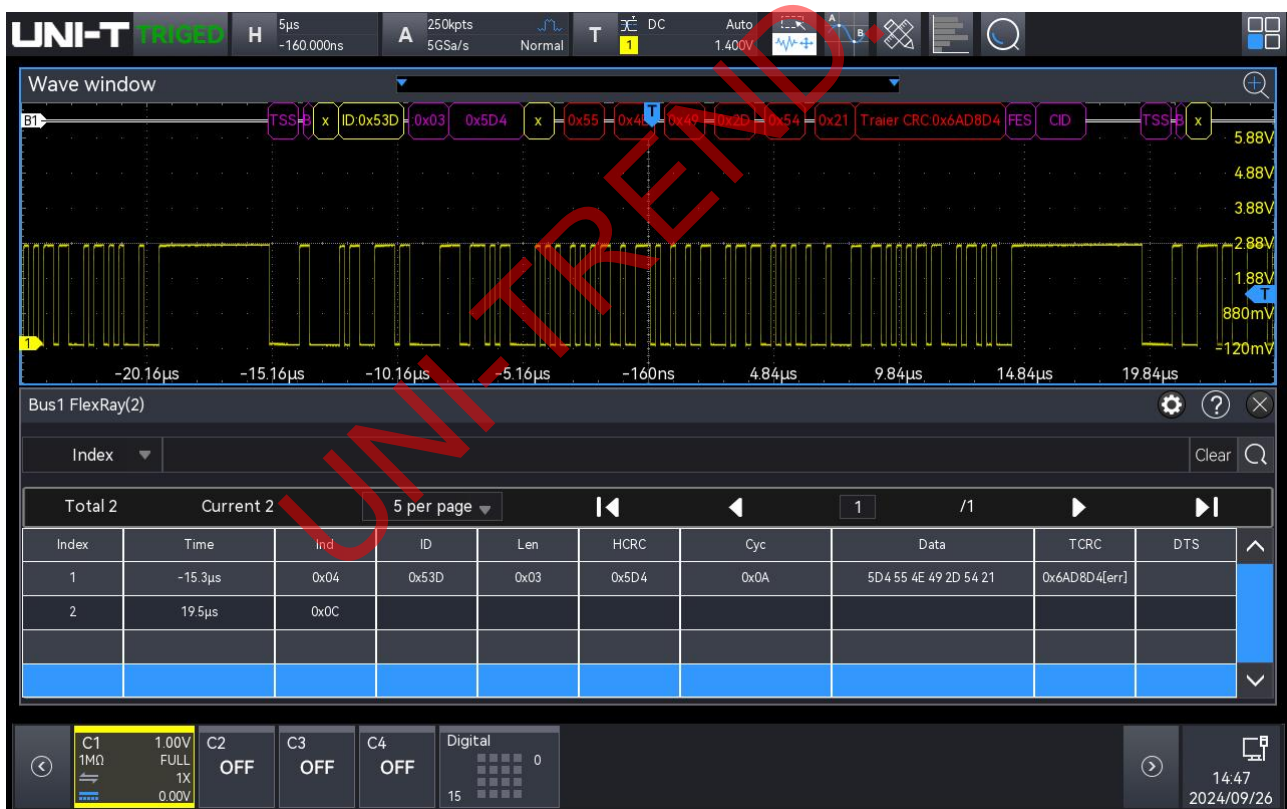 UNI-T TRIGED H 5µs -160.000ns A 250kpts 5GSa/s Normal T DC 1 Auto 1.400V A B
Wave window
B1 TSS B x ID:0x53D 0x03 0x5D4 x 0x55 0x4 0x49 0x2D 0x54 0x21 Traier CRC:0x6AD8D4 FES CID TSS B x
T
5.88V
4.88V
3.88V
2.88V
1.88V
T
880mV
1 -120mV
-20.16µs -15.16µs -10.16µs -5.16µs -160ns 4.84µs 9.84µs 14.84µs 19.84µs
UNI-TREND.
Bus1 FlexRay(2) ?
Index Clear
Total 2 Current 2 5 per page 1 /1
Index Time Ind ID Len HCRC Cyc Data TCRC DTS
1 -15.3µs 0x04 0x53D 0x03 0x5D4 0x0A 5D4 55 4E 49 2D 54 21 0x6AD8D4[err]
2 19.5µs 0x0C
C1 1.00V C2 C3 C4 Digital
1MΩ FULL OFF OFF OFF 0
1X
0.00V 15
14:47
2024/09/26